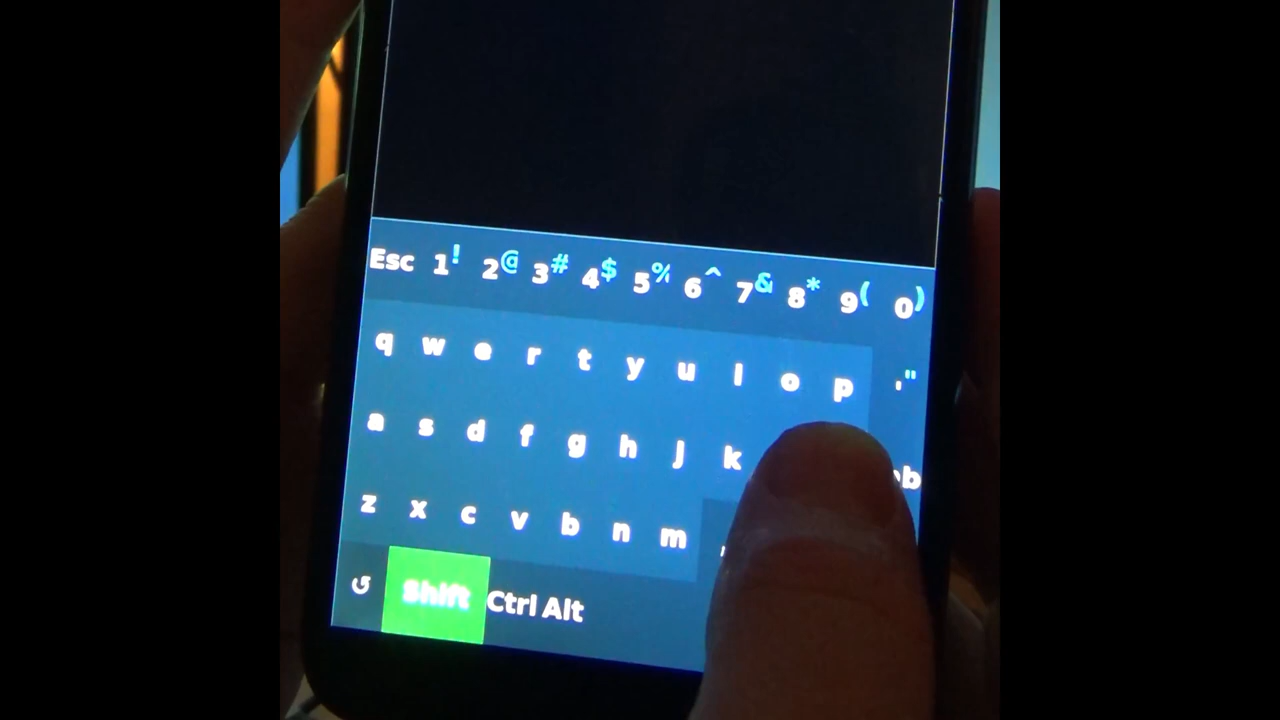 Esc 1! 2@ 3# 4$ 5% 6^ 7& 8* 9( 0)
q w e r t y u i o p '"
a s d f g h j k
z x c v b n m ,
↺ Shift Ctrl Alt